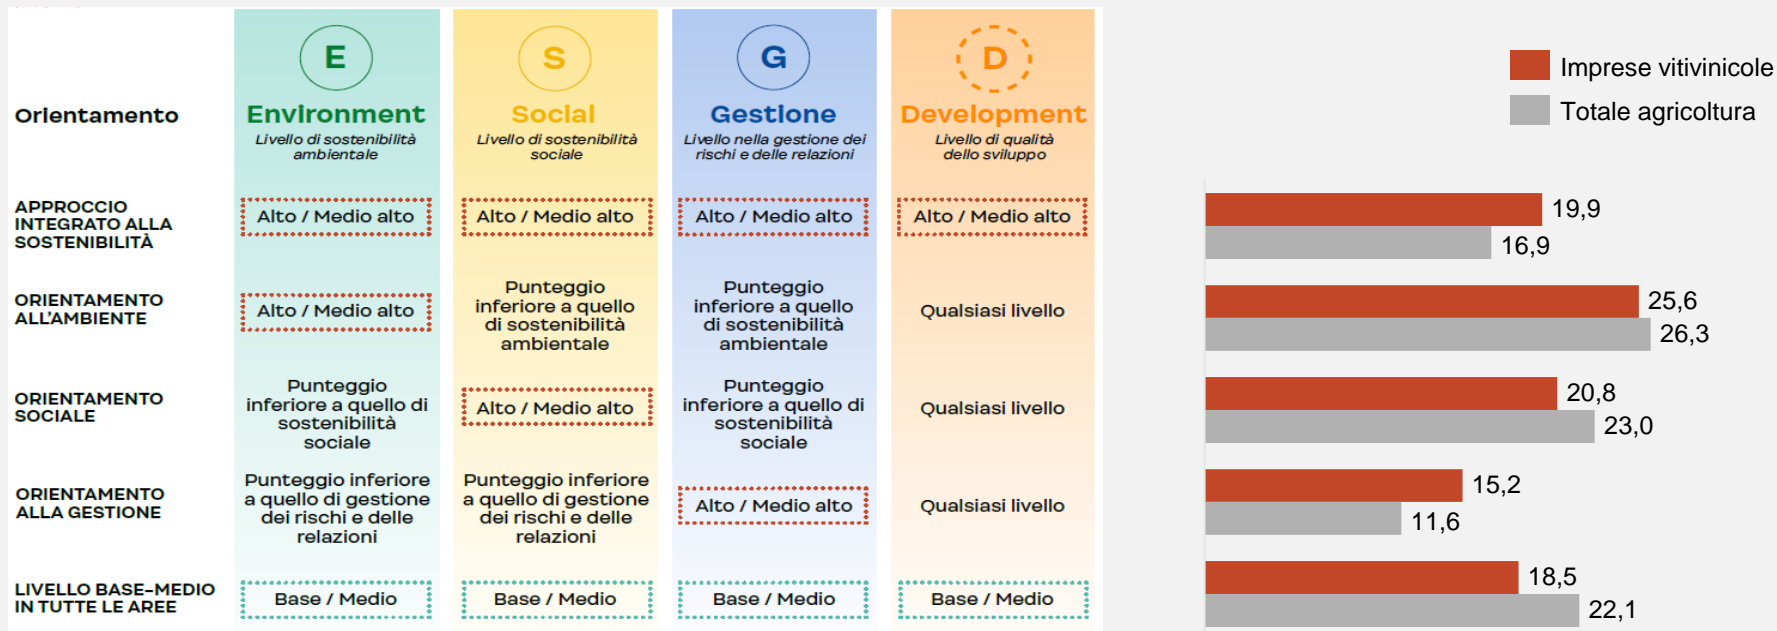 E
S
G
D
Orientamento
Environment
Livello di sostenibilità
ambientale
Social
Livello di sostenibilità
sociale
Gestione
Livello nella gestione dei
rischi e delle relazioni
Development
Livello di qualità
dello sviluppo
Imprese vitivinicole
Totale agricoltura
APPROCCIO
INTEGRATO ALLA
SOSTENIBILITÀ
Alto / Medio alto
Alto / Medio alto
Alto / Medio alto
Alto / Medio alto
19,9
16,9
ORIENTAMENTO
ALL'AMBIENTE
Alto / Medio alto
Punteggio
inferiore a quello
di sostenibilità
ambientale
Punteggio
inferiore a quello
di sostenibilità
ambientale
Qualsiasi livello
25,6
26,3
ORIENTAMENTO
SOCIALE
Punteggio
inferiore a quello di
sostenibilità
sociale
Alto / Medio alto
Punteggio
inferiore a quello di
sostenibilità
sociale
Qualsiasi livello
20,8
23,0
ORIENTAMENTO
ALLA GESTIONE
Punteggio inferiore
a quello di gestione
dei rischi e delle
relazioni
Punteggio inferiore
a quello di gestione
dei rischi e delle
relazioni
Alto / Medio alto
Qualsiasi livello
15,2
11,6
LIVELLO BASE-MEDIO
IN TUTTE LE AREE
Base / Medio
Base / Medio
Base / Medio
Base / Medio
18,5
22,1